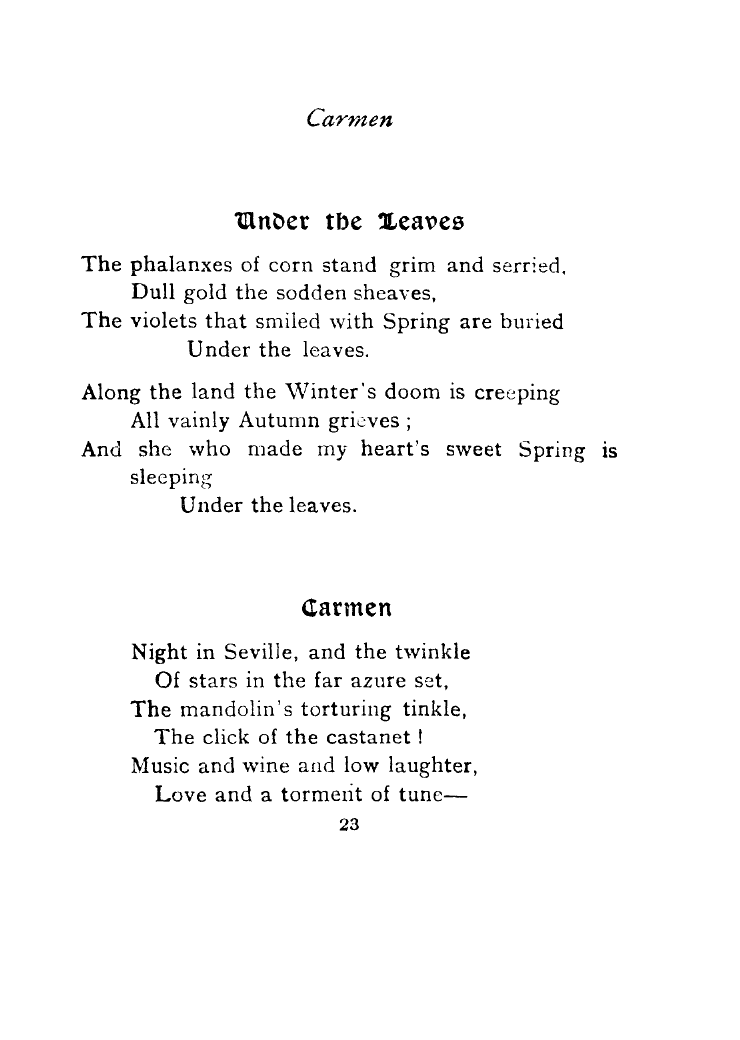 Carmen
Under the Leaves
The phalanxes of corn stand grim and serried,
Dull gold the sodden sheaves,
The violets that smiled with Spring are buried
Under the leaves.
Along the land the Winter's doom is creeping
All vainly Autumn grieves ;
And she who made my heart's sweet Spring is
sleeping
Under the leaves.
Carmen
Night in Seville, and the twinkle
Of stars in the far azure set,
The mandolin's torturing tinkle,
The click of the castanet !
Music and wine and low laughter,
Love and a torment of tune—
23